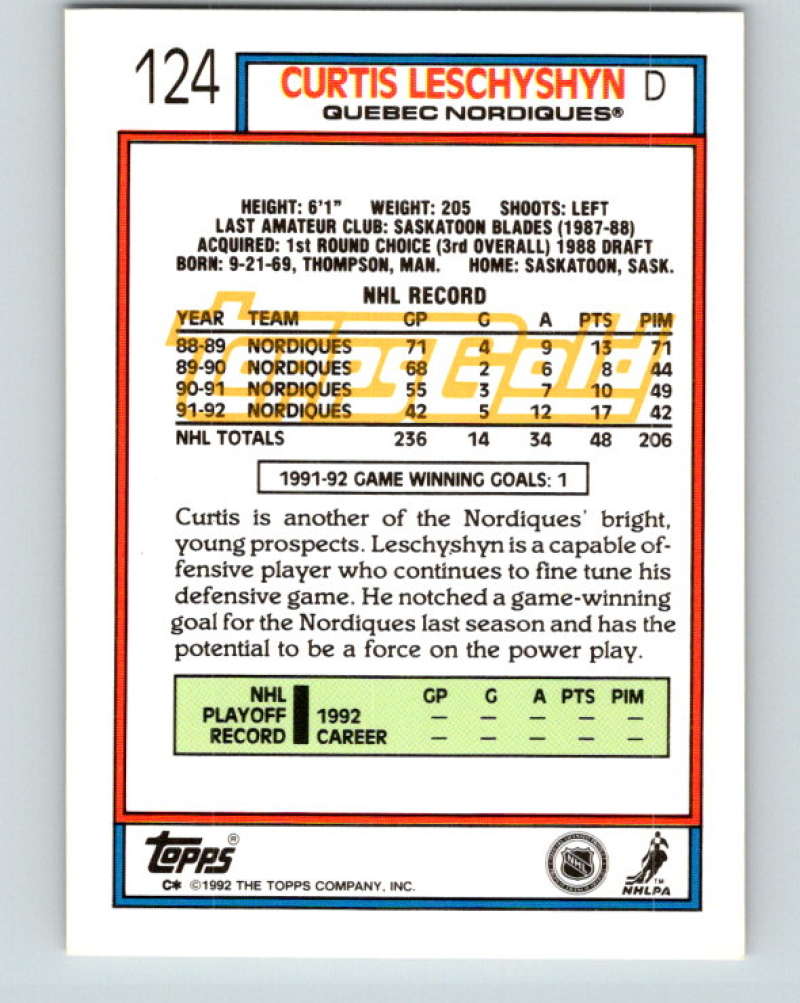 124
CURTIS LESCHYSHYN D
QUEBEC NORDIQUES®
HEIGHT: 6'1" WEIGHT: 205 SHOOTS: LEFT
LAST AMATEUR CLUB: SASKATOON BLADES (1987-88)
ACQUIRED: 1st ROUND CHOICE (3rd OVERALL) 1988 DRAFT
BORN: 9-21-69, THOMPSON, MAN. HOME: SASKATOON, SASK.
NHL RECORD
YEAR TEAM GP G A PTS PIM
88-89 NORDIQUES 71 4 9 13 71
89-90 NORDIQUES 68 2 6 8 44
90-91 NORDIQUES 55 3 7 10 49
91-92 NORDIQUES 42 5 12 17 42
ToppsGold
NHL TOTALS 236 14 34 48 206
1991-92 GAME WINNING GOALS: 1
Curtis is another of the Nordiques' bright,
young prospects. Leschyshyn is a capable of-
fensive player who continues to fine tune his
defensive game. He notched a game-winning
goal for the Nordiques last season and has the
potential to be a force on the power play.
NHL GP G A PTS PIM
PLAYOFF 1992 — — — — —
RECORD CAREER — — — — —
TOPPS®
C* ©1992 THE TOPPS COMPANY, INC.
NHL
TM
NHLPA